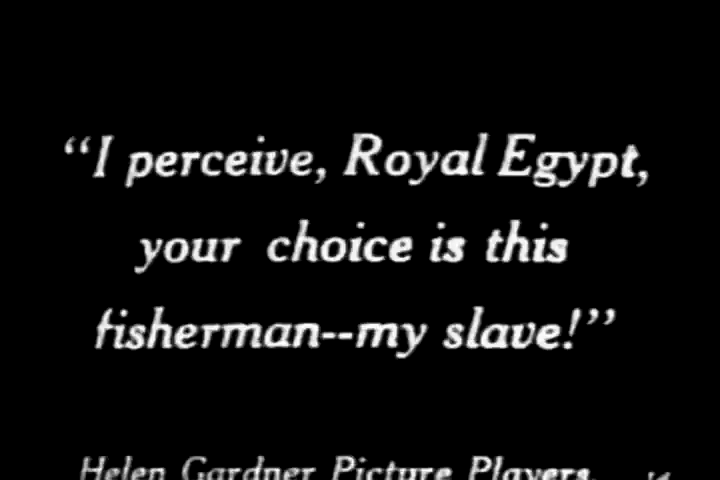 “I perceive, Royal Egypt,
your choice is this
fisherman--my slave!”
Helen Gardner Picture Players.